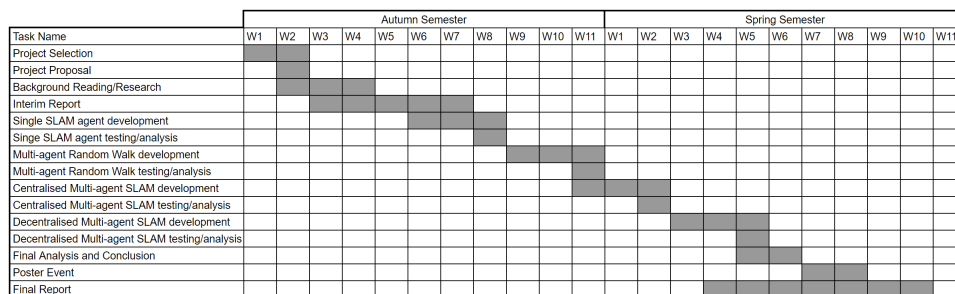 Autumn Semester Spring Semester
Task Name W1 W2 W3 W4 W5 W6 W7 W8 W9 W10 W11 W1 W2 W3 W4 W5 W6 W7 W8 W9 W10 W11
Project Selection
Project Proposal
Background Reading/Research
Interim Report
Single SLAM agent development
Singe SLAM agent testing/analysis
Multi-agent Random Walk development
Multi-agent Random Walk testing/analysis
Centralised Multi-agent SLAM development
Centralised Multi-agent SLAM testing/analysis
Decentralised Multi-agent SLAM development
Decentralised Multi-agent SLAM testing/analysis
Final Analysis and Conclusion
Poster Event
Final Report